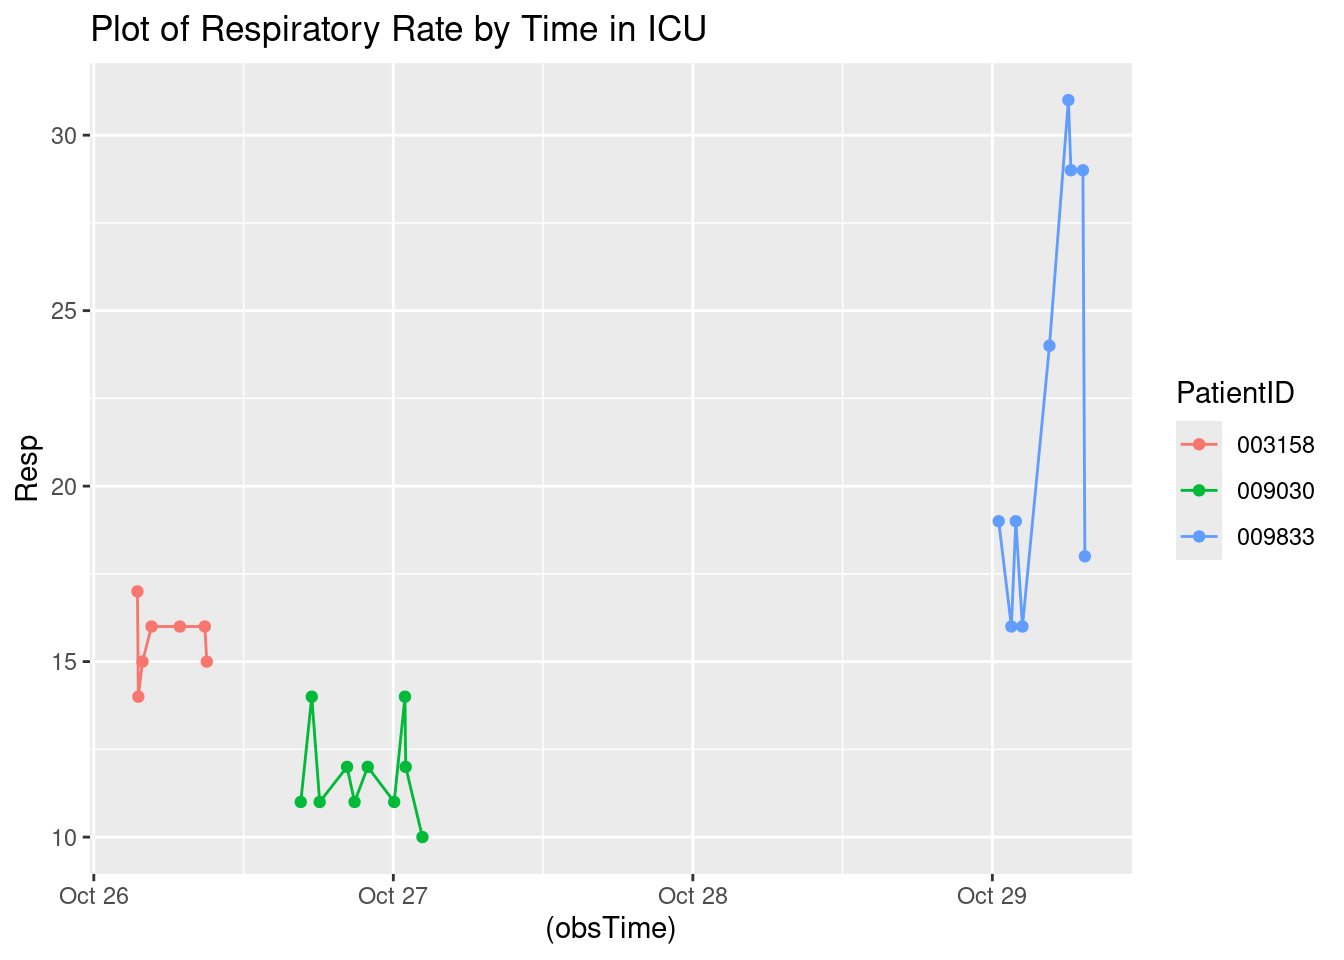 Plot of Respiratory Rate by Time in ICU
30
25
20
15
10
Resp
Oct 26
Oct 27
Oct 28
Oct 29
(obsTime)
PatientID
003158
009030
009833